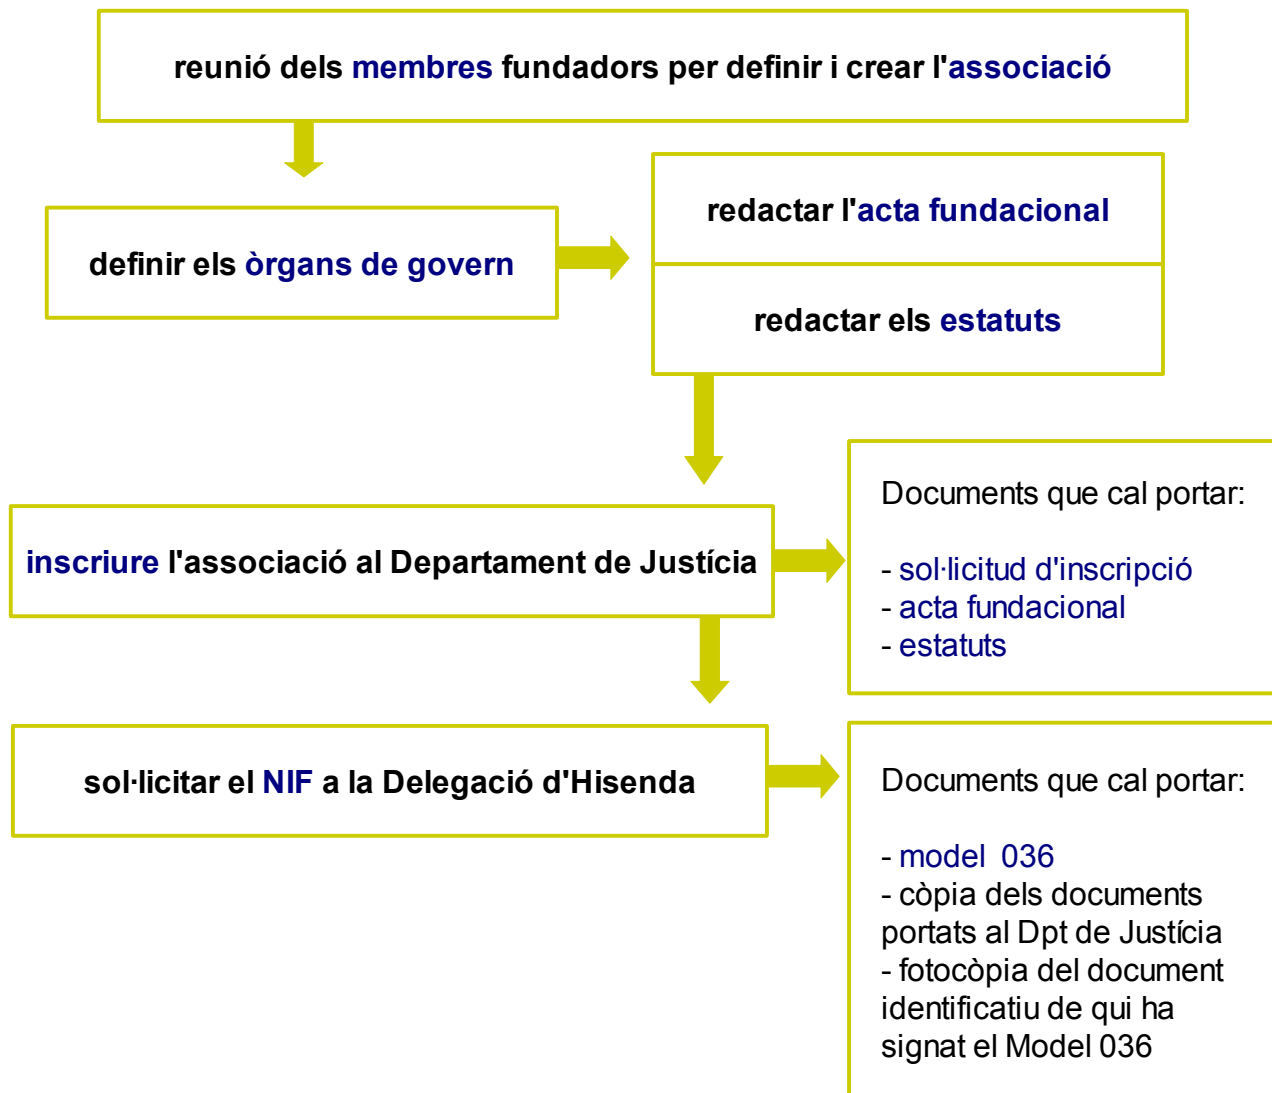 reunió dels membres fundadors per definir i crear l'associació
definir els òrgans de govern
redactar l'acta fundacional
redactar els estatuts
inscriure l'associació al Departament de Justícia
Documents que cal portar:
- sol·licitud d'inscripció
- acta fundacional
- estatuts
sol·licitar el NIF a la Delegació d'Hisenda
Documents que cal portar:
- model  036
- còpia dels documents
portats al Dpt de Justícia
- fotocòpia del document
identificatiu de qui ha
signat el Model 036